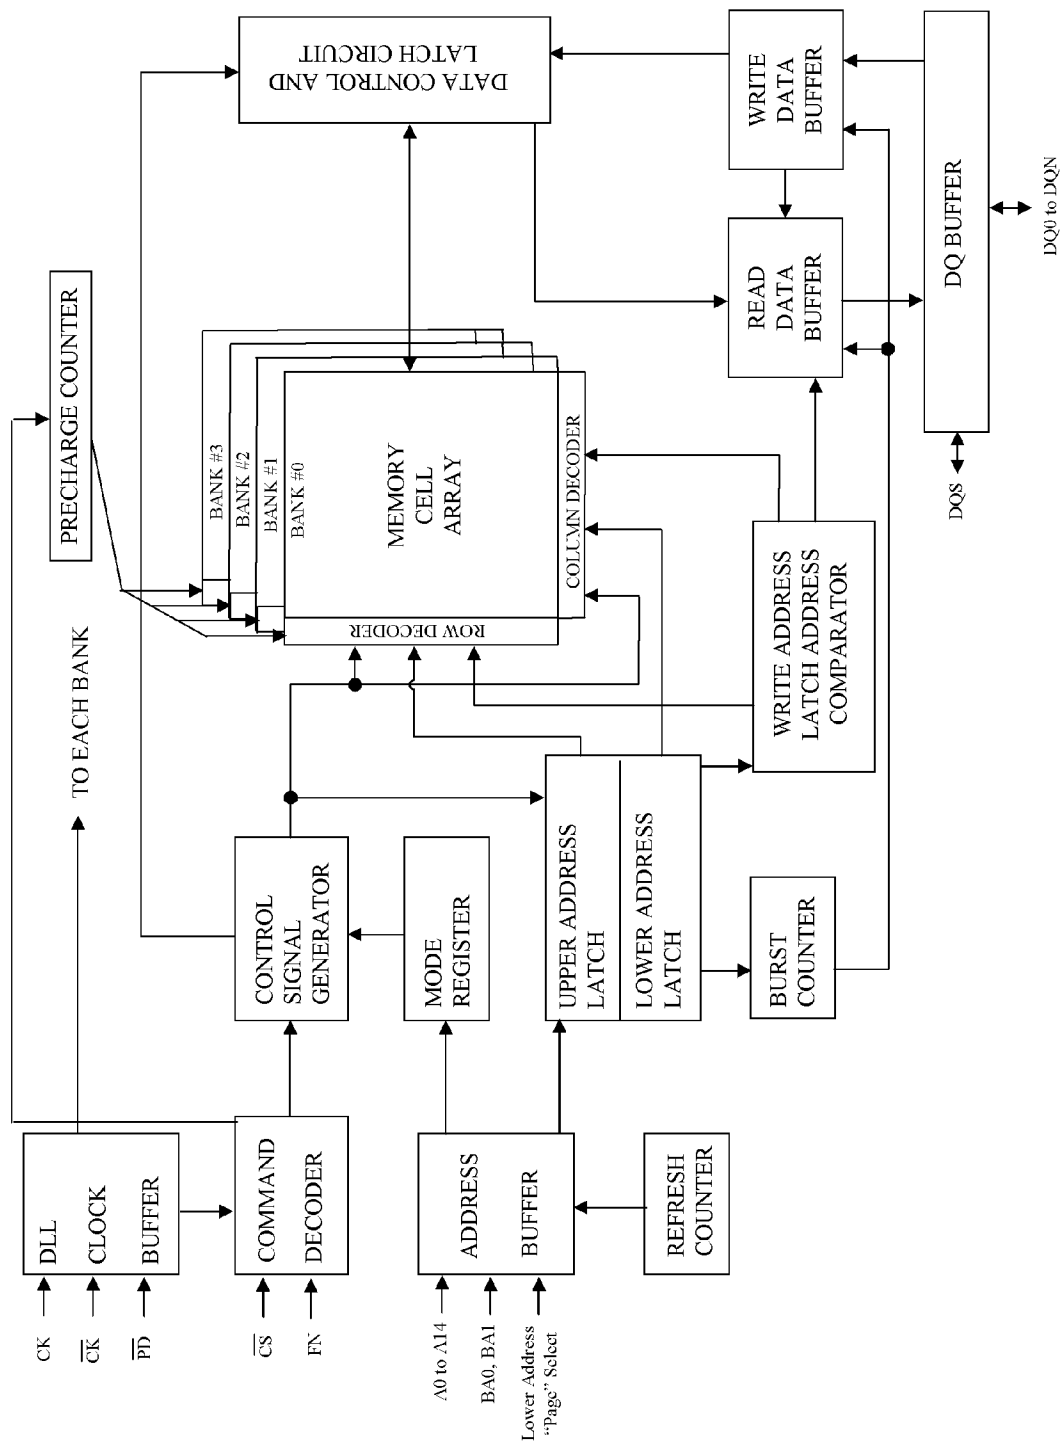 CK
CK
PD
DLL
CLOCK
BUFFER
TO EACH BANK
PRECHARGE COUNTER
CS
FN
COMMAND
DECODER
CONTROL
SIGNAL
GENERATOR
MODE
REGISTER
A0 to A14
BA0, BA1
Lower Address
“Page” Select
ADDRESS
BUFFER
REFRESH
COUNTER
UPPER ADDRESS
LATCH
LOWER ADDRESS
LATCH
BURST
COUNTER
BANK #3
BANK #2
BANK #1
BANK #0
MEMORY
CELL
ARRAY
ROW DECODER
COLUMN DECODER
WRITE ADDRESS
LATCH ADDRESS
COMPARATOR
DATA CONTROL AND
LATCH CIRCUIT
READ
DATA
BUFFER
WRITE
DATA
BUFFER
DQ BUFFER
DQS
DQ0 to DQN